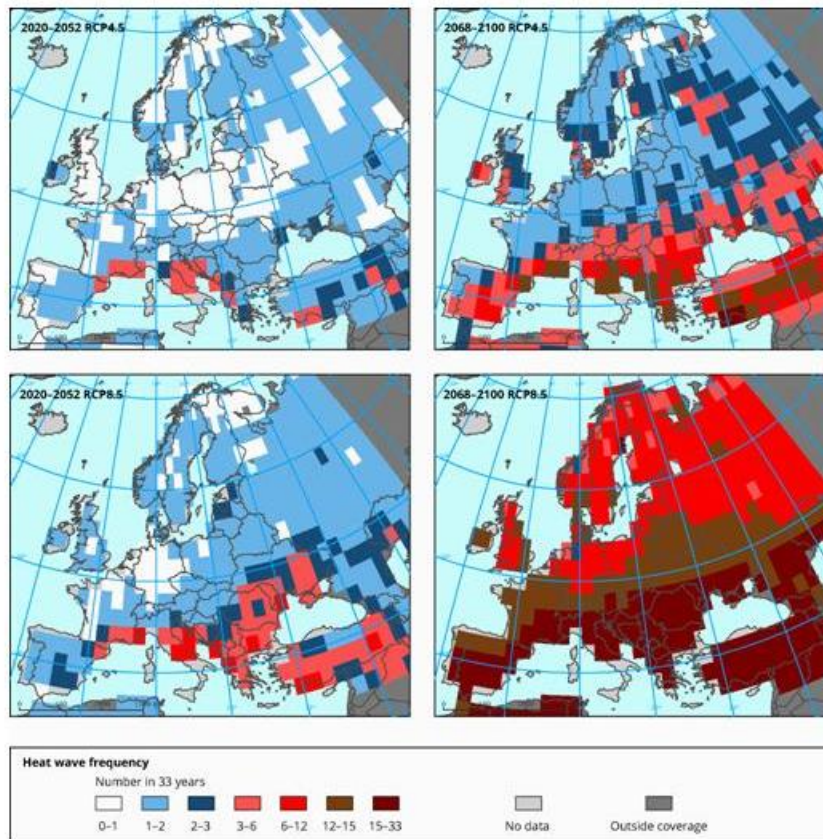 2020–2052 RCP4.5
2068–2100 RCP4.5
2020–2052 RCP8.5
2068–2100 RCP8.5
Heat wave frequency
Number in 33 years
0–1 1–2 2–3 3–6 6–12 12–15 15–33 No data Outside coverage